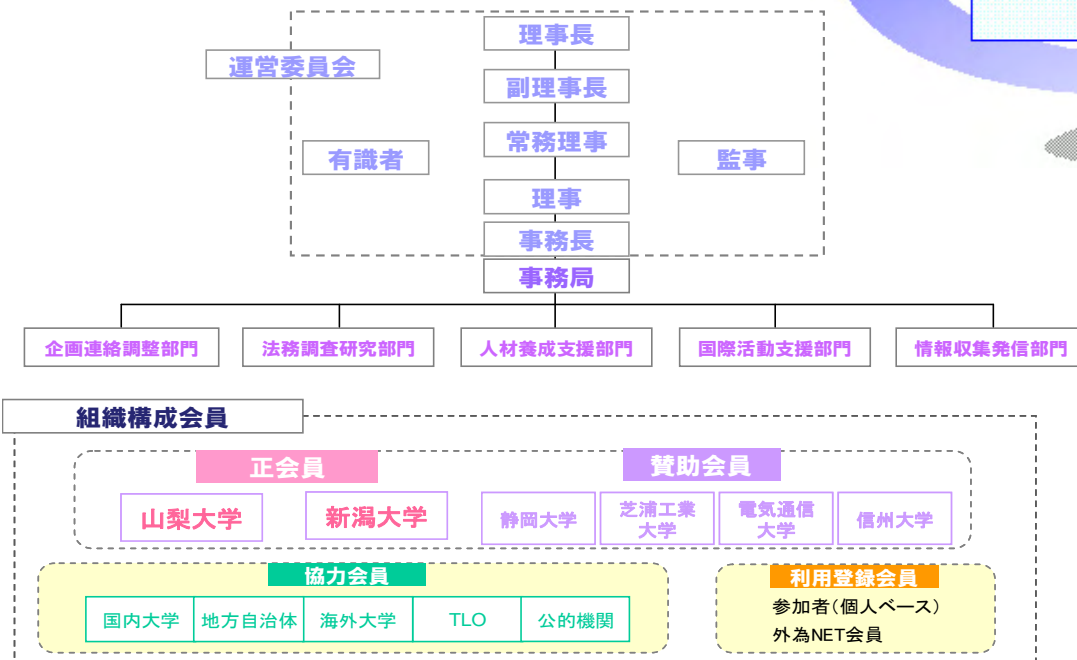 理事長
運営委員会
副理事長
常務理事
有識者
監事
理事
事務長
事務局
企画連絡調整部門
法務調査研究部門
人材養成支援部門
国際活動支援部門
情報収集発信部門
組織構成会員
正会員
賛助会員
山梨大学
新潟大学
静岡大学
芝浦工業
大学
電気通信
大学
信州大学
協力会員
国内大学
地方自治体
海外大学
TLO
公的機関
利用登録会員
参加者(個人ベース)
外為NET会員